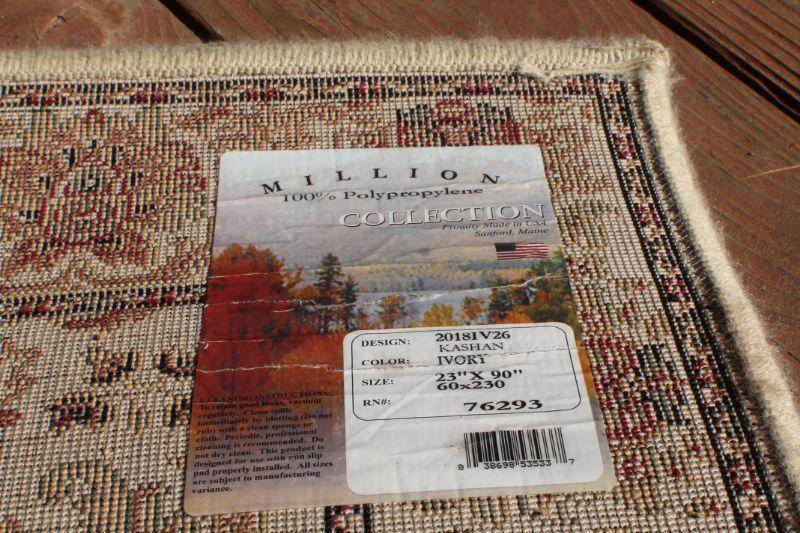 MILLION
100% Polypropylene
COLLECTION
Proudly Made in USA
Sanford, Maine
DESIGN: 2018IV26
KASHAN
COLOR: IVORY
SIZE: 23" X 90"
60x230
RN#: 76293
0 38698 53533 7
CLEANING INSTRUCTIONS:
To retain good looks, vacuum
regularly. Clean spills
immediately by blotting (Do not
rub) with a clean sponge or
cloth. Periodic, professional
cleaning is recommended. Do
not dry clean. This product is
designed for use with non slip
pad properly installed. All sizes
are subject to manufacturing
variance.